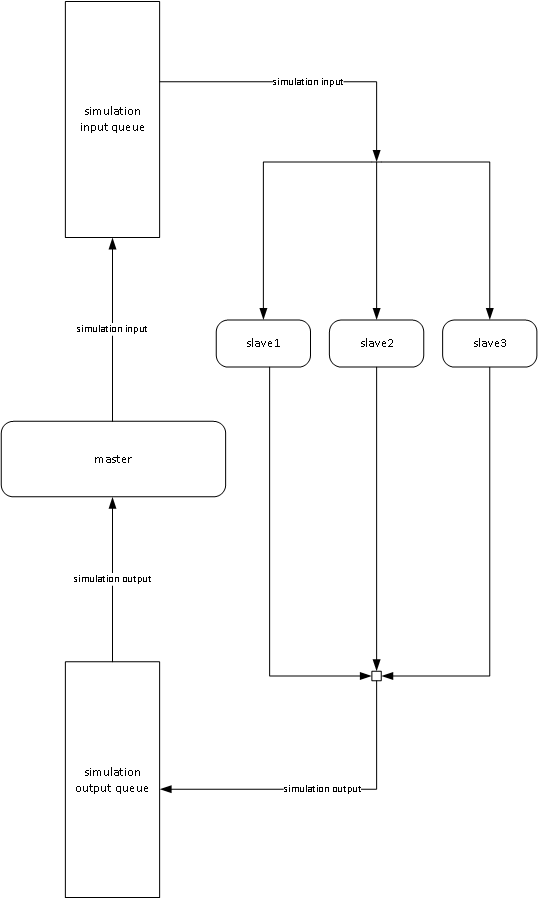 simulation input
simulation
input queue
simulation input
slave1
slave2
slave3
master
simulation output
simulation
output queue
simulation output